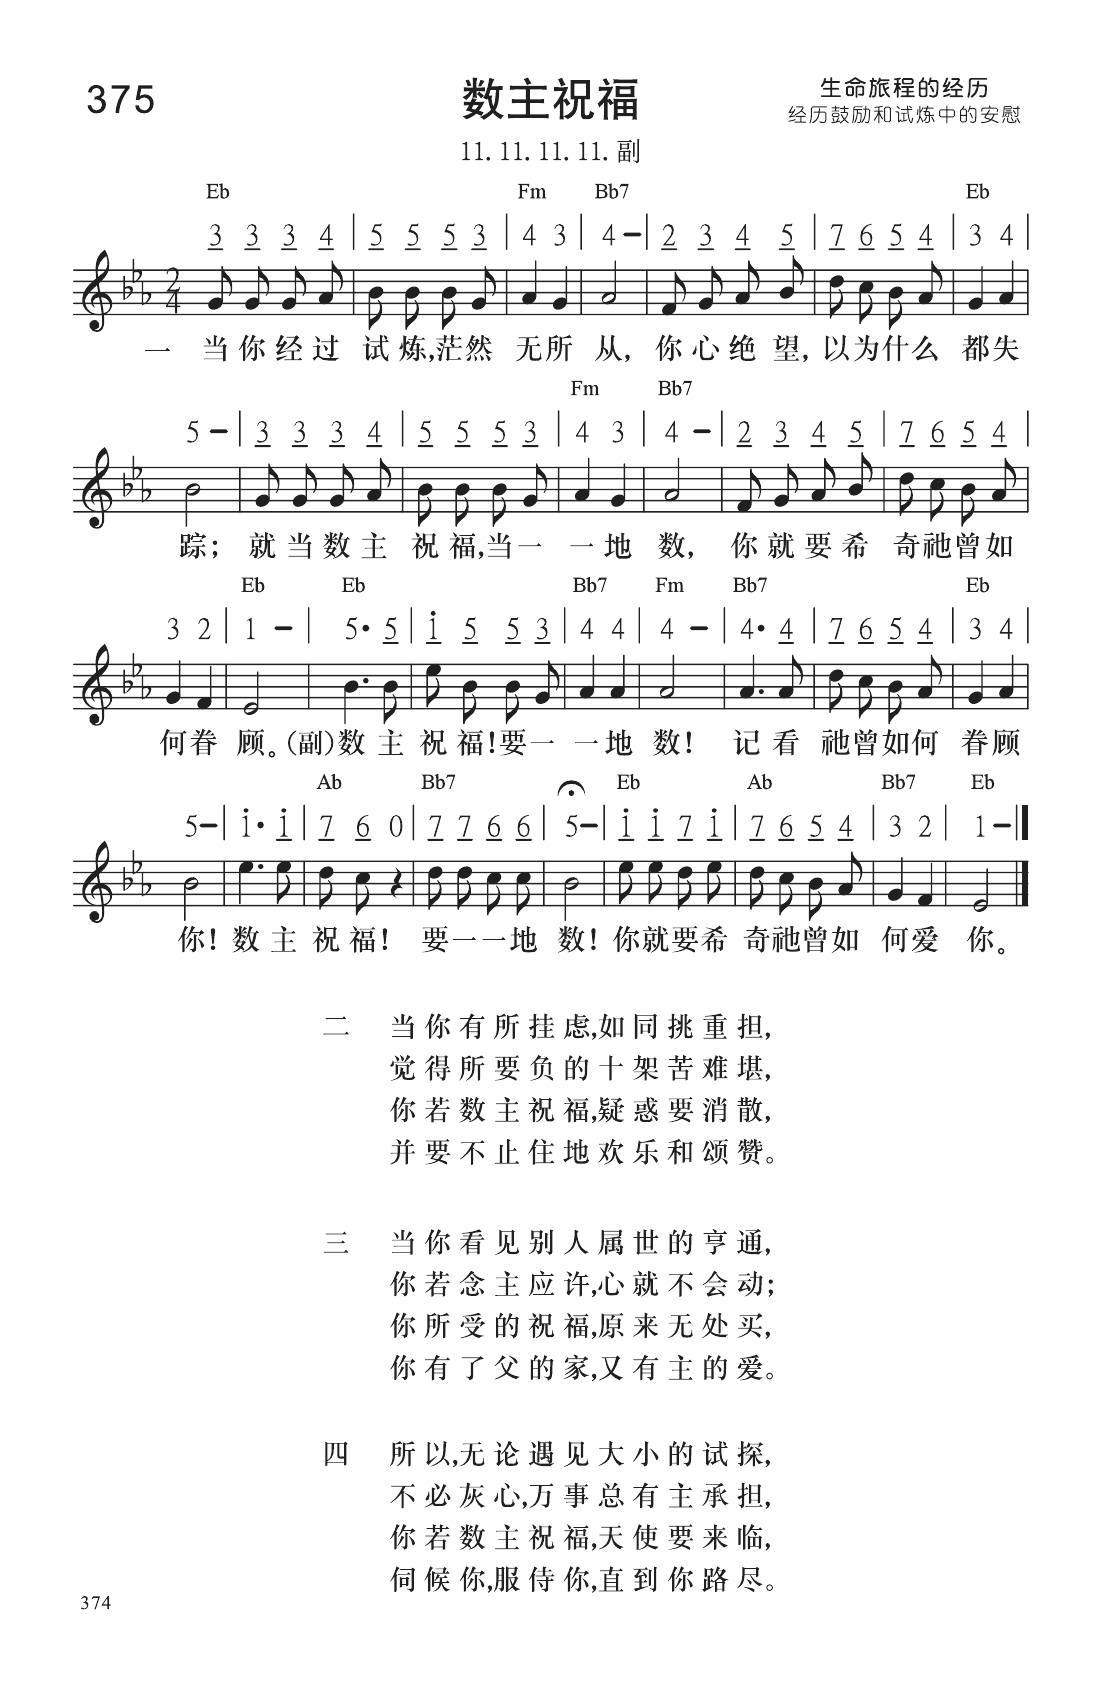 375
数主祝福
生命旅程的经历
经历鼓励和试炼中的安慰
11. 11. 11. 11. 副
Eb Fm Bb7 Eb
3 3 3 4 | 5 5 5 3 | 4 3 | 4 – | 2 3 4 5 | 7 6 5 4 | 3 4 |
2/4
一 当你经过 试炼,茫然 无所 从, 你心绝望, 以为什么 都失
Fm Bb7
5 – | 3 3 3 4 | 5 5 5 3 | 4 3 | 4 – | 2 3 4 5 | 7 6 5 4 |
踪; 就当数主 祝福,当一 一地 数, 你就要希 奇祂曾如
Eb Eb Bb7 Fm Bb7 Eb
3 2 | 1 – | 5· 5 | i 5 5 3 | 4 4 | 4 – | 4· 4 | 7 6 5 4 | 3 4 |
何眷 顾。(副)数主 祝福!要一 一地 数! 记看 祂曾如何 眷顾
Ab Bb7 Eb Ab Bb7 Eb
5 – | i· i | 7 6 0 | 7 7 6 6 | 5 – | i i 7 i | 7 6 5 4 | 3 2 | 1 – |
你! 数主 祝福! 要一一地 数! 你就要希 奇祂曾如 何爱 你。
二 当你有所挂虑,如同挑重担,
觉得所要负的十架苦难堪,
你若数主祝福,疑惑要消散,
并要不止住地欢乐和颂赞。
三 当你看见别人属世的亨通,
你若念主应许,心就不会动;
你所受的祝福,原来无处买,
你有了父的家,又有主的爱。
四 所以,无论遇见大小的试探,
不必灰心,万事总有主承担,
你若数主祝福,天使要来临,
伺候你,服侍你,直到你路尽。
374